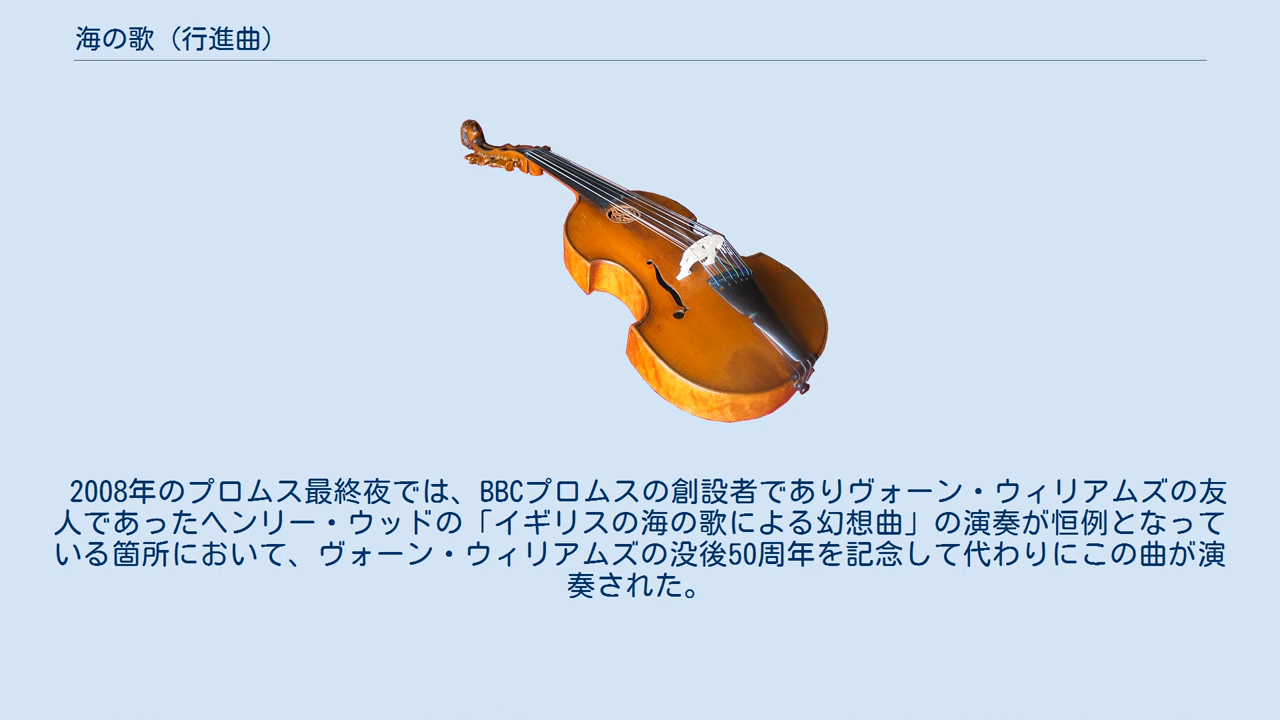 海の歌（行進曲）
2008年のプロムス最終夜では、BBCプロムスの創設者でありヴォーン・ウィリアムズの友
人であったヘンリー・ウッドの「イギリスの海の歌による幻想曲」の演奏が恒例となって
いる箇所において、ヴォーン・ウィリアムズの没後50周年を記念して代わりにこの曲が演
奏された。